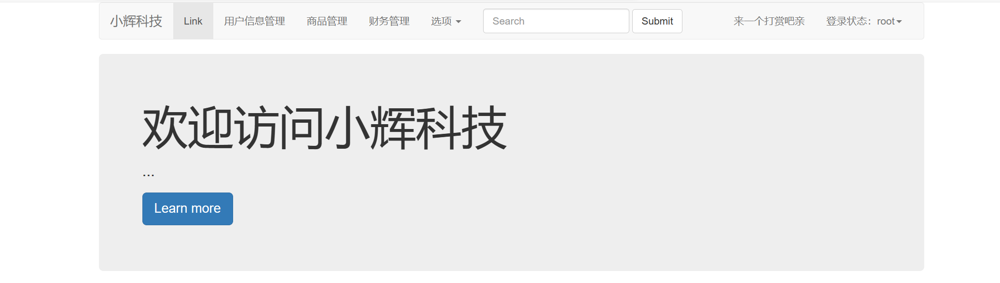 小辉科技 Link 用户信息管理 商品管理 财务管理 选项 Search Submit 来一个打赏吧亲 登录状态：root
欢迎访问小辉科技
...
Learn more